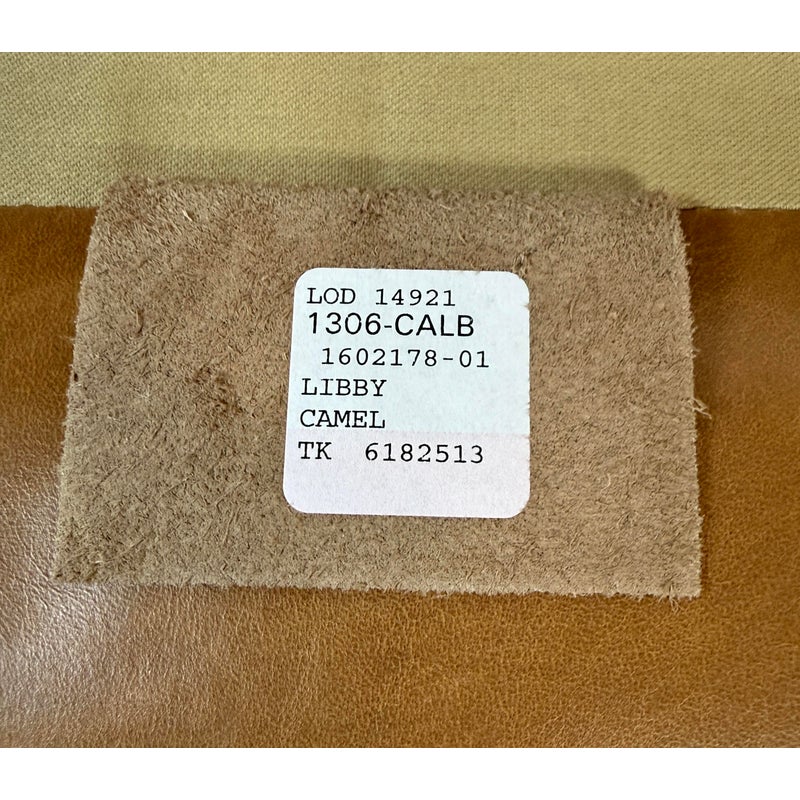 LOD 14921
1306-CALB
1602178-01
LIBBY
CAMEL
TK 6182513